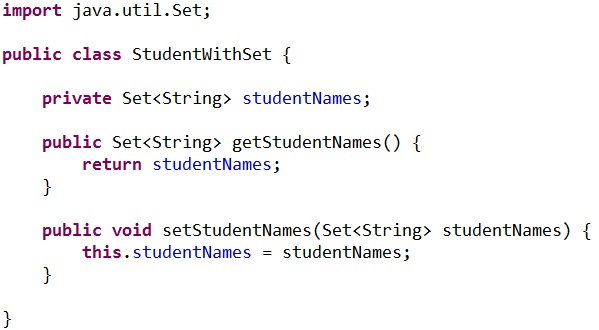 import java.util.Set;
public class StudentWithSet {
private Set<String> studentNames;
public Set<String> getStudentNames() {
return studentNames;
}
public void setStudentNames(Set<String> studentNames) {
this.studentNames = studentNames;
}
}